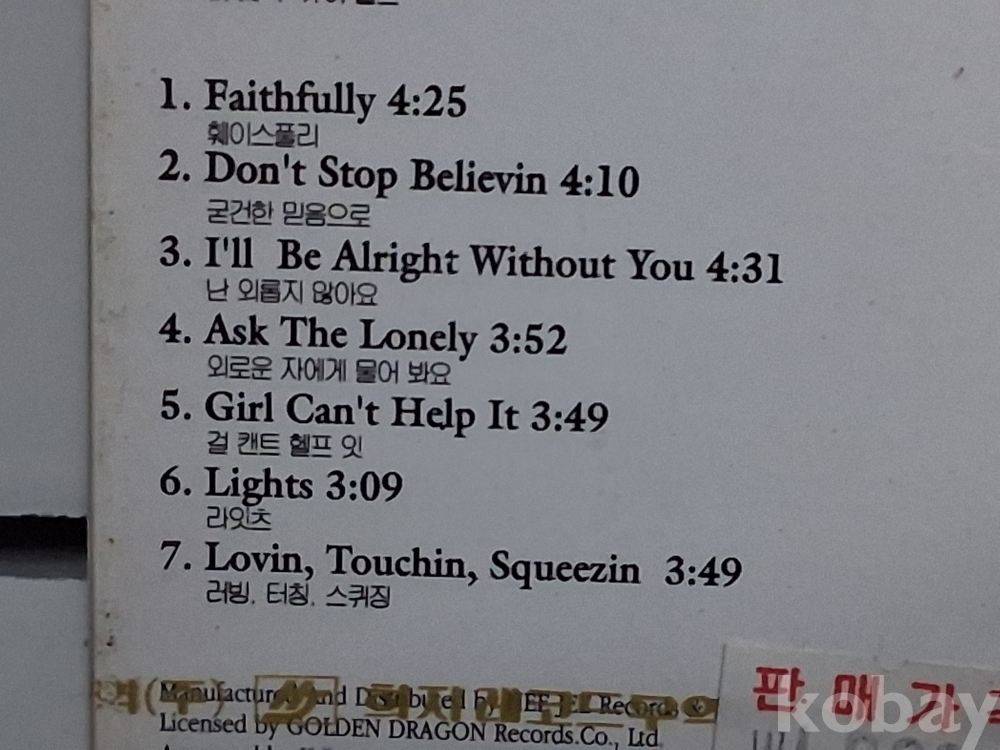 1. Faithfully 4:25
훼이스풀리
2. Don't Stop Believin 4:10
굳건한 믿음으로
3. I'll Be Alright Without You 4:31
난 외롭지 않아요
4. Ask The Lonely 3:52
외로운 자에게 물어 봐요
5. Girl Can't Help It 3:49
걸 캔트 헬프 잇
6. Lights 3:09
라잇츠
7. Lovin, Touchin, Squeezin 3:49
러빙, 터칭, 스퀴징
Manufactured And Distributed by Records
Licensed by GOLDEN DRAGON Records.Co., Ltd
판매가
kobay